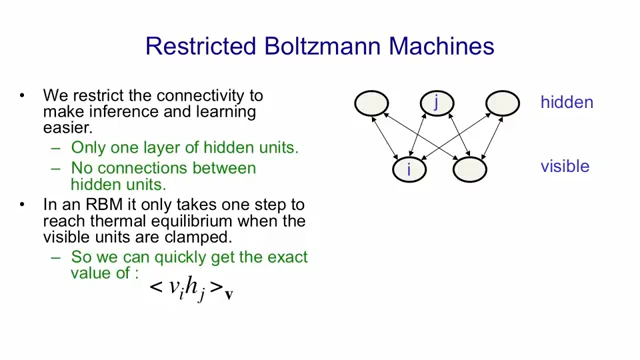 Restricted Boltzmann Machines
• We restrict the connectivity to
make inference and learning
easier.
– Only one layer of hidden units.
– No connections between
hidden units.
• In an RBM it only takes one step to
reach thermal equilibrium when the
visible units are clamped.
– So we can quickly get the exact
value of :
< v_i h_j >_v
j
hidden
i
visible